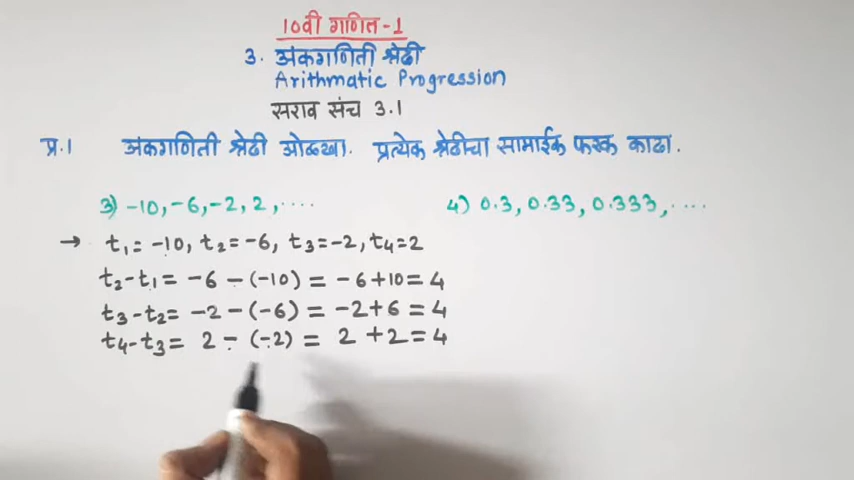 10वी गणित-1
3. अंकगणिती श्रेढी
Arithmatic Progression
सराव संच 3.1
प्र.1 अंकगणिती श्रेढी ओळखा. प्रत्येक श्रेढीचा सामाईक फरक काढा.
3) -10, -6, -2, 2, ....
4) 0.3, 0.33, 0.333, ....
→ t₁ = -10, t₂ = -6, t₃ = -2, t₄ = 2
t₂-t₁ = -6 - (-10) = -6+10 = 4
t₃-t₂ = -2 - (-6) = -2+6 = 4
t₄-t₃ = 2 - (-2) = 2 +2 = 4